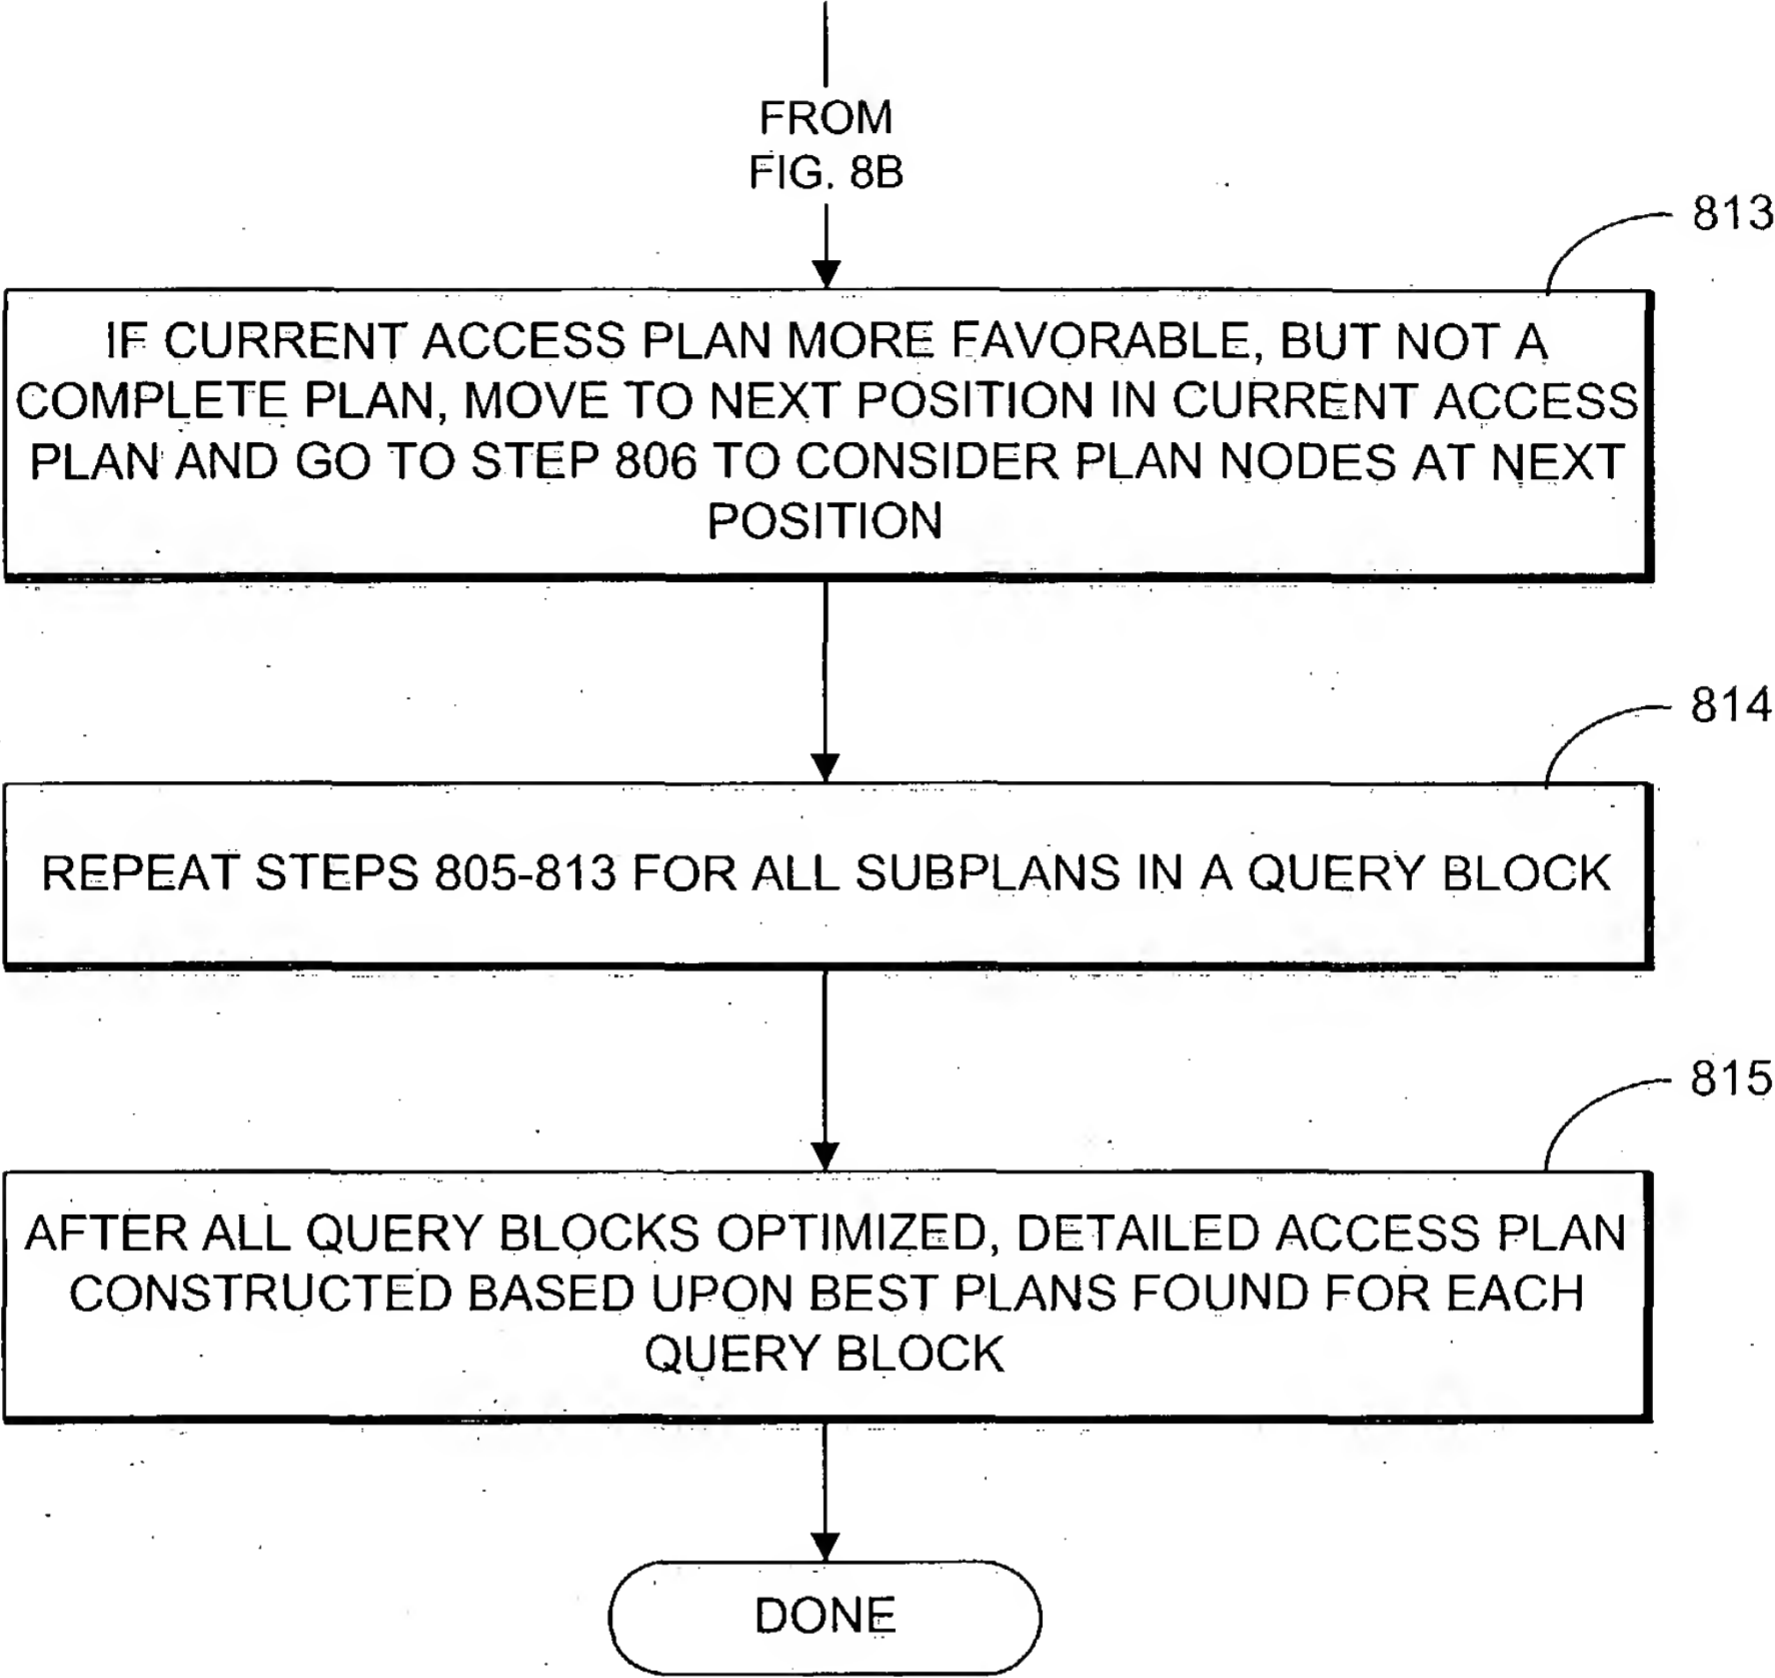 FROM
FIG. 8B
813
IF CURRENT ACCESS PLAN MORE FAVORABLE, BUT NOT A
COMPLETE PLAN, MOVE TO NEXT POSITION IN CURRENT ACCESS
PLAN AND GO TO STEP 806 TO CONSIDER PLAN NODES AT NEXT
POSITION
814
REPEAT STEPS 805-813 FOR ALL SUBPLANS IN A QUERY BLOCK
815
AFTER ALL QUERY BLOCKS OPTIMIZED, DETAILED ACCESS PLAN
CONSTRUCTED BASED UPON BEST PLANS FOUND FOR EACH
QUERY BLOCK
DONE